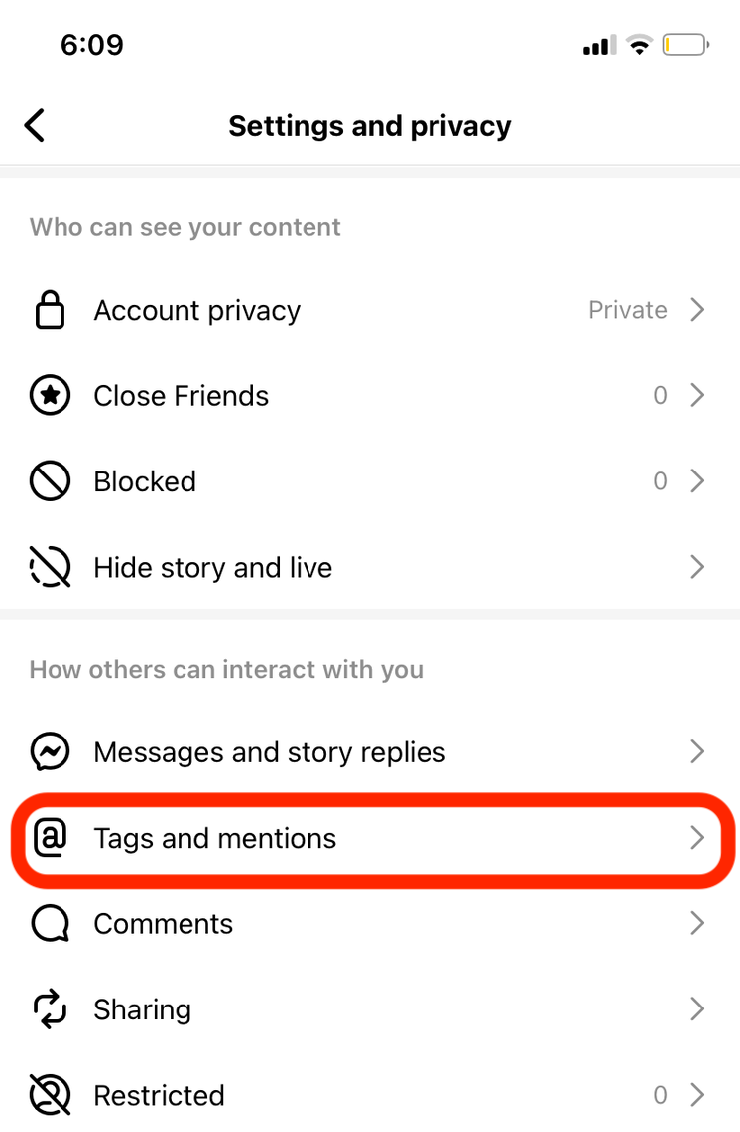 6:09
Settings and privacy
Who can see your content
Account privacy Private
Close Friends 0
Blocked 0
Hide story and live
How others can interact with you
Messages and story replies
Tags and mentions
Comments
Sharing
Restricted 0